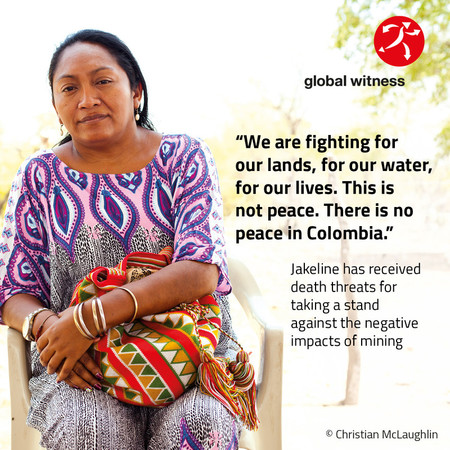 global witness
“We are fighting for
our lands, for our water,
for our lives. This is
not peace. There is no
peace in Colombia.”
Jakeline has received
death threats for
taking a stand
against the negative
impacts of mining
© Christian McLaughlin